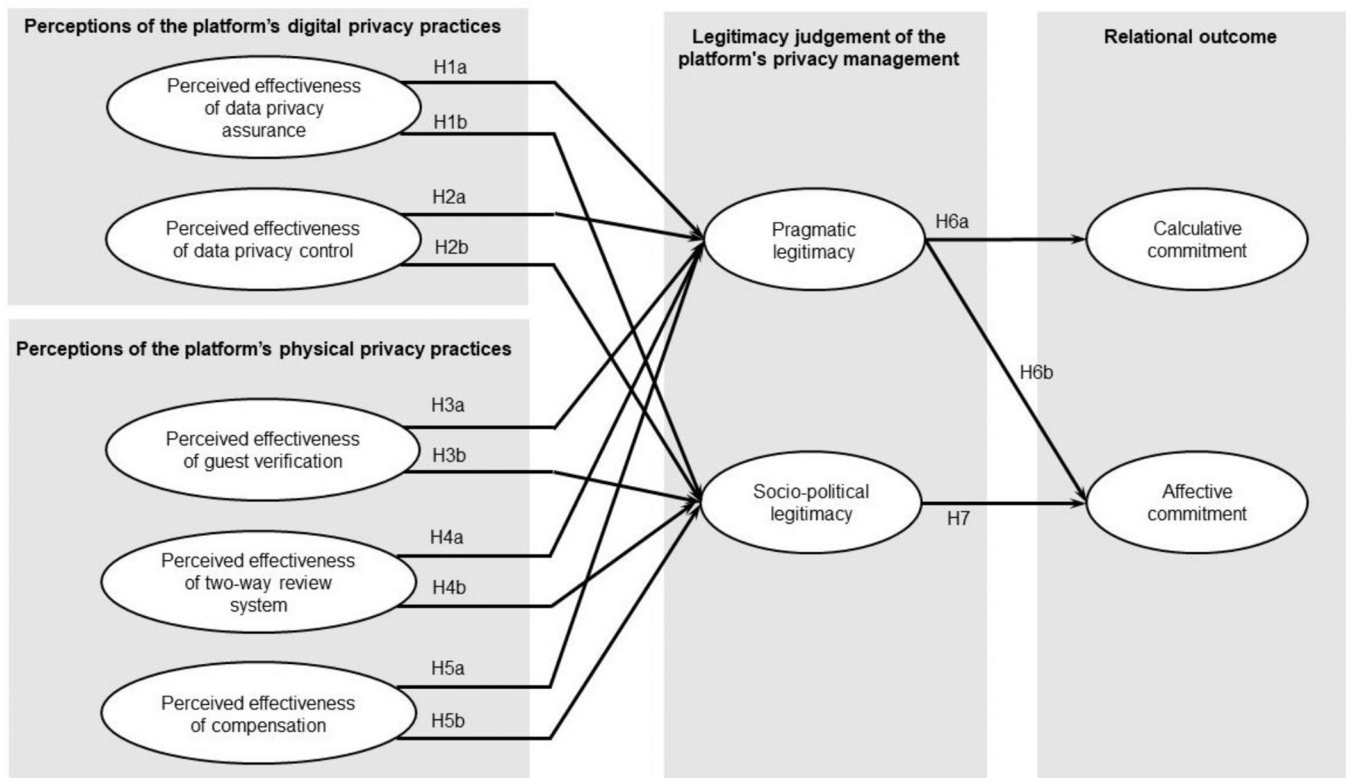 Perceptions of the platform's digital privacy practices
Perceived effectiveness
of data privacy
assurance
H1a
H1b
Perceived effectiveness
of data privacy control
H2a
H2b
Perceptions of the platform's physical privacy practices
Perceived effectiveness
of guest verification
H3a
H3b
Perceived effectiveness
of two-way review
system
H4a
H4b
Perceived effectiveness
of compensation
H5a
H5b
Legitimacy judgement of the
platform's privacy management
Pragmatic
legitimacy
H6a
H6b
Socio-political
legitimacy
H7
Relational outcome
Calculative
commitment
Affective
commitment